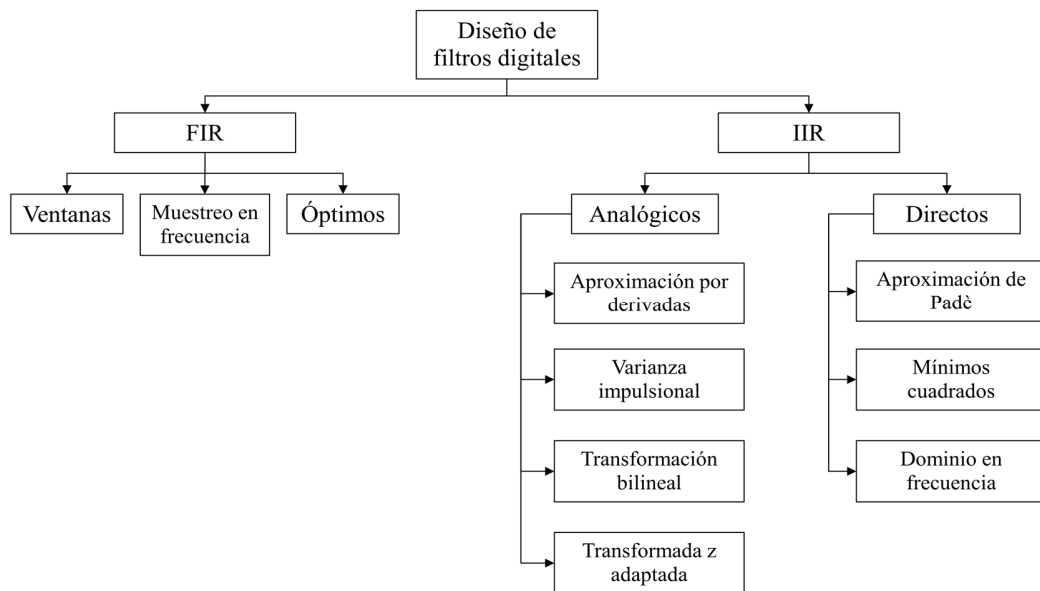 Diseño de
filtros digitales
FIR
IIR
Ventanas
Muestreo en
frecuencia
Óptimos
Analógicos
Directos
Aproximación por
derivadas
Aproximación de
Padè
Varianza
impulsional
Mínimos
cuadrados
Transformación
bilineal
Dominio en
frecuencia
Transformada z
adaptada